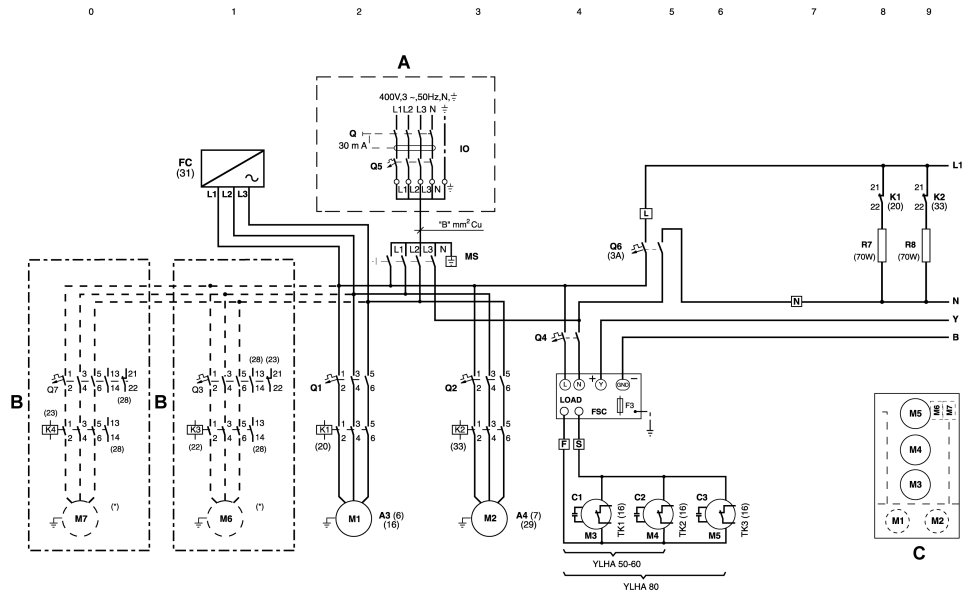 0 1 2 3 4 5 6 7 8 9
A
400V,3 ~,50Hz,N,
L1 L2 L3 N
Q
30 mA
IO
Q5
L1 L2 L3 N
"B" mm² Cu
FC
(31)
L1 L2 L3
L1 L2 L3 N
MS
L1
L
Q6
(3A)
21
22
K1
(20)
21
22
K2
(33)
R7
(70W)
R8
(70W)
N
N
Y
B
Q4
B
Q7
1 3 5 13 21
2 4 6 14 22
(28)
(23)
K4
1 3 5 13
2 4 6 14
(28)
M7
(*)
B
(28) (23)
Q3
1 3 5 13 21
2 4 6 14 22
K3
(22)
1 3 5 13
2 4 6 14
(28)
M6
(*)
Q1
1 3 5
2 4 6
K1
(20)
1 3 5
2 4 6
M1
A3 (6)
(16)
Q2
1 3 5
2 4 6
K2
(33)
1 3 5
2 4 6
M2
A4 (7)
(29)
L N + Y GND −
LOAD
FSC
F3
F S
C1
M3
TK1 (16)
C2
M4
TK2 (16)
C3
M5
TK3 (16)
YLHA 50-60
YLHA 80
M5
M6
M7
M4
M3
M1
M2
C